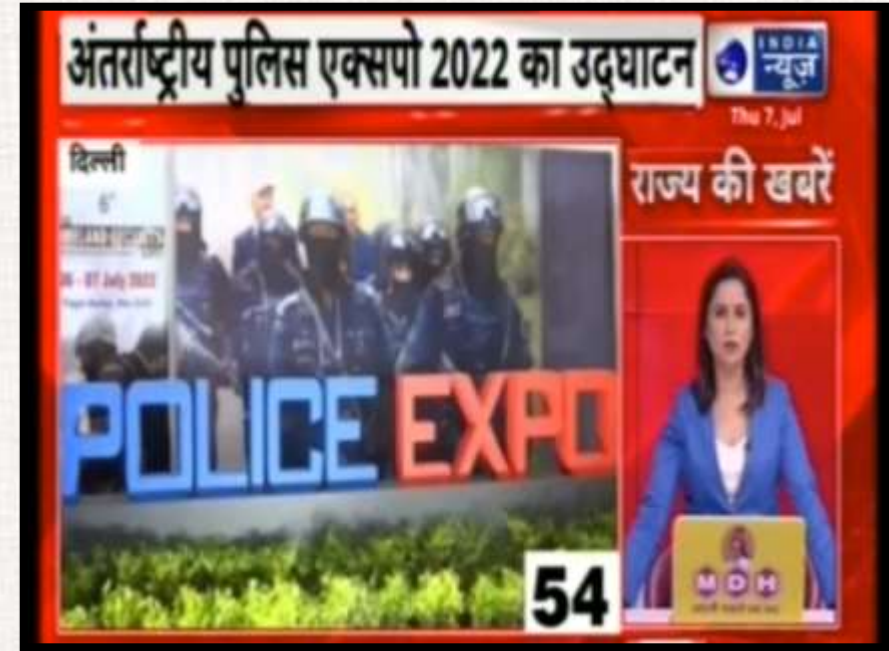 अंतर्राष्ट्रीय पुलिस एक्सपो 2022 का उद्घाटन
INDIA
न्यूज़
Thu 7, Jul
दिल्ली
राज्य की खबरें
6th
07 July 2022
POLICE EXPO
54
MDH